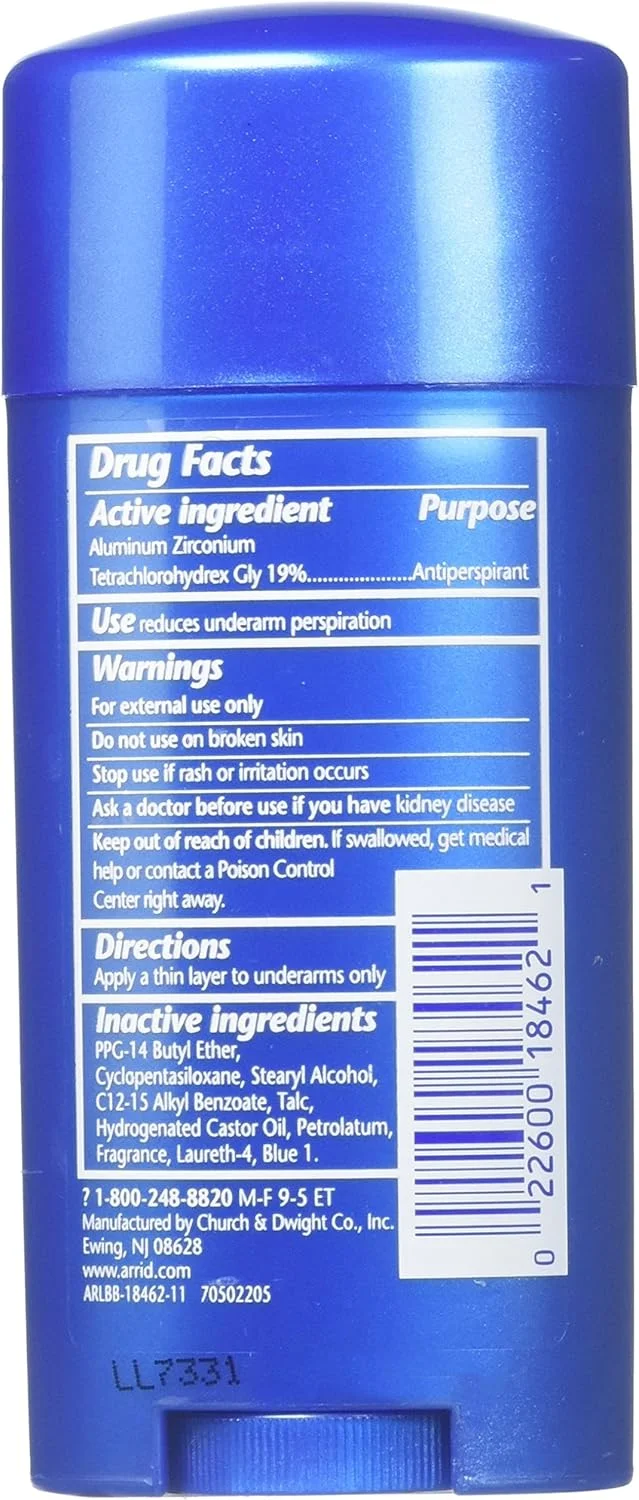 Drug Facts
Active ingredient Purpose
Aluminum Zirconium
Tetrachlorohydrex Gly 19%.....................Antiperspirant
Use reduces underarm perspiration
Warnings
For external use only
Do not use on broken skin
Stop use if rash or irritation occurs
Ask a doctor before use if you have kidney disease
Keep out of reach of children. If swallowed, get medical
help or contact a Poison Control
Center right away.
Directions
Apply a thin layer to underarms only
Inactive ingredients
PPG-14 Butyl Ether,
Cyclopentasiloxane, Stearyl Alcohol,
C12-15 Alkyl Benzoate, Talc,
Hydrogenated Castor Oil, Petrolatum,
Fragrance, Laureth-4, Blue 1.
? 1-800-248-8820 M-F 9-5 ET
Manufactured by Church & Dwight Co., Inc.
Ewing, NJ 08628
www.arrid.com
ARLBB-18462-11 70502205
0 22600 18462 1
LL7331